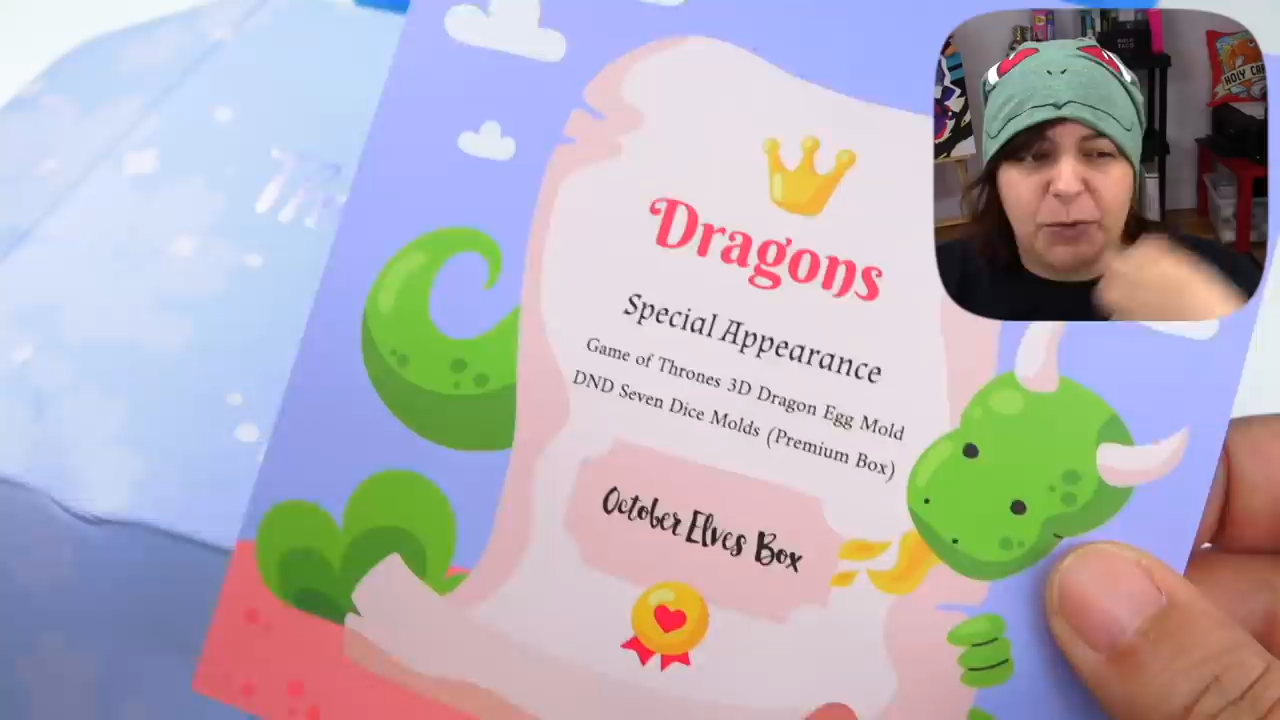 Dragons
Special Appearance
Game of Thrones 3D Dragon Egg Mold
DND Seven Dice Molds (Premium Box)
October Elves Box
HOLY